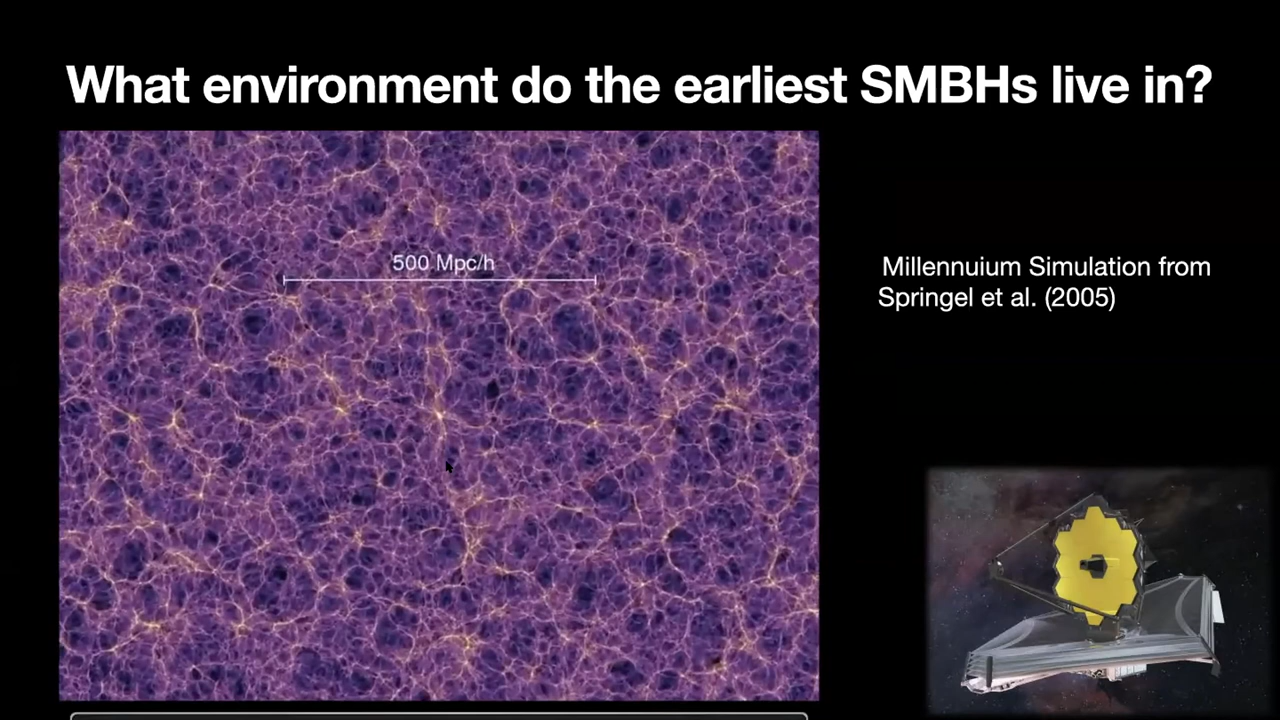 What environment do the earliest SMBHs live in?
500 Mpc/h
Millennuium Simulation from
Springel et al. (2005)